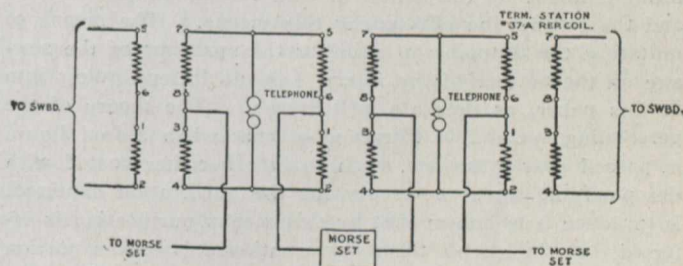 TERM. STATION
#37-A REP. COIL.
5 7 5 7 5 7
TELEPHONE TELEPHONE
6 8 6 8 6 8
TO SWBD. TO SWBD.
1 3 1 3 1 3
2 4 2 4 2 4
TO MORSE SET
MORSE SET
TO MORSE SET